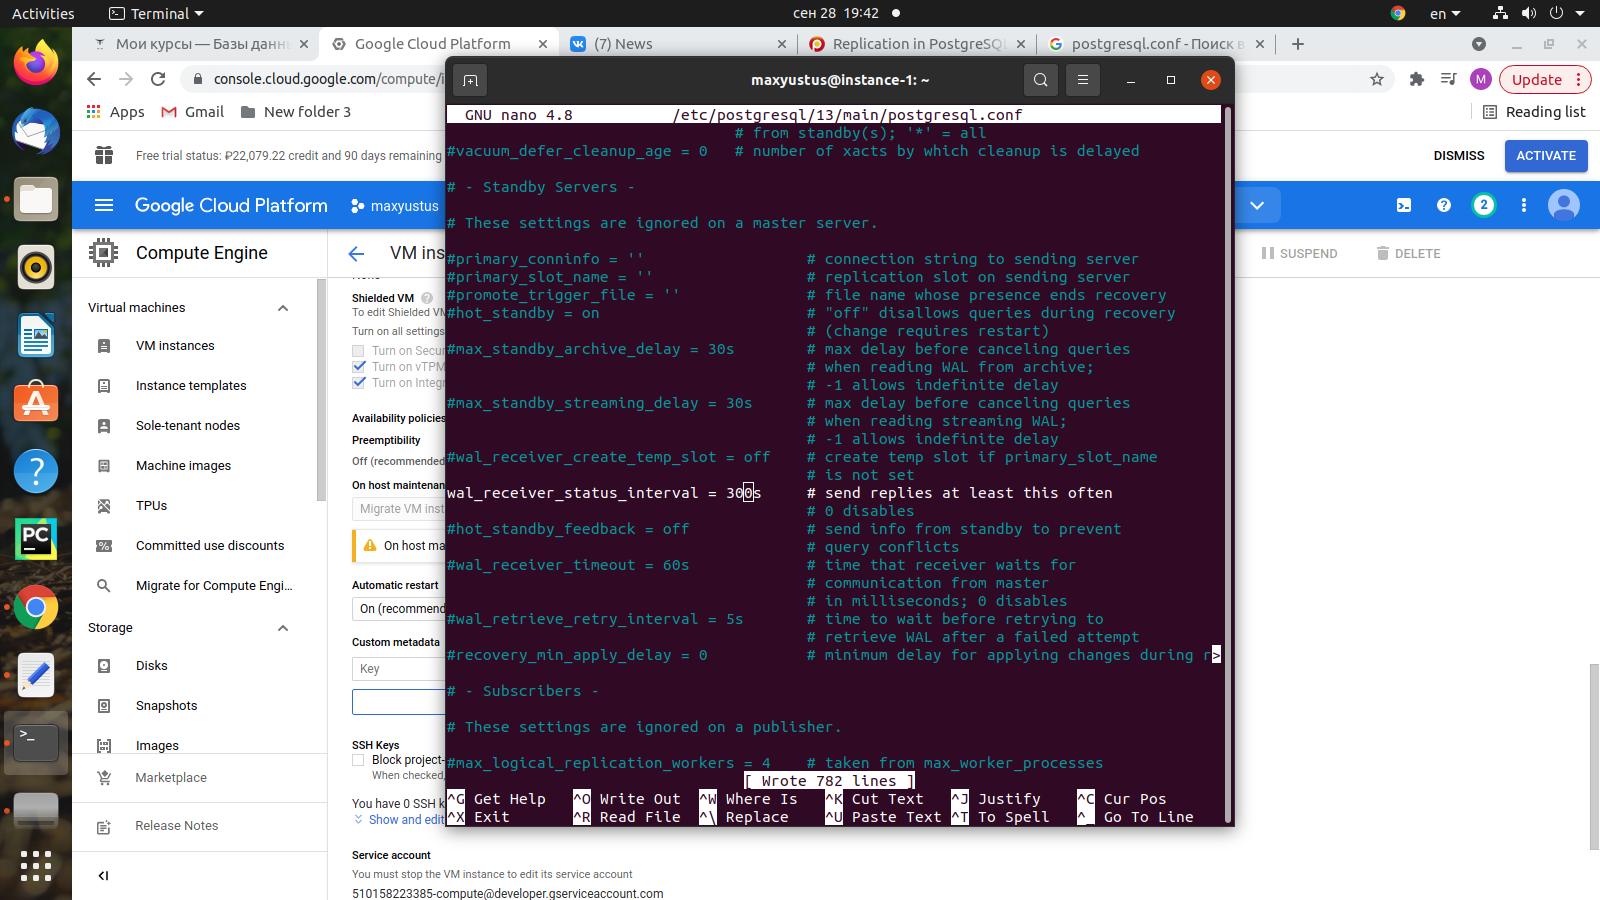 Activities
Terminal
сен 28 19:42
en
Мои курсы — Базы данн
Google Cloud Platform
(7) News
Replication in PostgreSQL
postgresql.conf - Поиск в
console.cloud.google.com/compute/i
M
Update
Apps
Gmail
New folder 3
Reading list
Free trial status: ₽22,079.22 credit and 90 days remaining
DISMISS
ACTIVATE
Google Cloud Platform
maxyustus
2
Compute Engine
VM ins
SUSPEND
DELETE
Virtual machines
VM instances
Instance templates
Sole-tenant nodes
Machine images
TPUs
Committed use discounts
Migrate for Compute Engi...
Storage
Disks
Snapshots
Images
Marketplace
Release Notes
Shielded VM
To edit Shielded VM
Turn on all settings
Turn on Secu
Turn on vTPM
Turn on Integ
Availability policies
Preemptibility
Off (recommended
On host maintenan
Migrate VM inst
On host ma
Automatic restart
On (recommend
Custom metadata
Key
SSH Keys
Block project-
When checked,
You have 0 SSH k
Show and edit
Service account
You must stop the VM instance to edit its service account
510158223385-compute@developer.gserviceaccount.com
maxyustus@instance-1: ~
GNU nano 4.8 /etc/postgresql/13/main/postgresql.conf
# from standby(s); '*' = all
#vacuum_defer_cleanup_age = 0 # number of xacts by which cleanup is delayed
# - Standby Servers -
# These settings are ignored on a master server.
#primary_conninfo = '' # connection string to sending server
#primary_slot_name = '' # replication slot on sending server
#promote_trigger_file = '' # file name whose presence ends recovery
#hot_standby = on # "off" disallows queries during recovery
# (change requires restart)
#max_standby_archive_delay = 30s # max delay before canceling queries
# when reading WAL from archive;
# -1 allows indefinite delay
#max_standby_streaming_delay = 30s # max delay before canceling queries
# when reading streaming WAL;
# -1 allows indefinite delay
#wal_receiver_create_temp_slot = off # create temp slot if primary_slot_name
# is not set
wal_receiver_status_interval = 300s # send replies at least this often
# 0 disables
#hot_standby_feedback = off # send info from standby to prevent
# query conflicts
#wal_receiver_timeout = 60s # time that receiver waits for
# communication from master
# in milliseconds; 0 disables
#wal_retrieve_retry_interval = 5s # time to wait before retrying to
# retrieve WAL after a failed attempt
#recovery_min_apply_delay = 0 # minimum delay for applying changes during r>
# - Subscribers -
# These settings are ignored on a publisher.
#max_logical_replication_workers = 4 # taken from max_worker_processes
[ Wrote 782 lines ]
^G Get Help ^O Write Out ^W Where Is ^K Cut Text ^J Justify ^C Cur Pos
^X Exit ^R Read File ^\ Replace ^U Paste Text ^T To Spell ^_ Go To Line